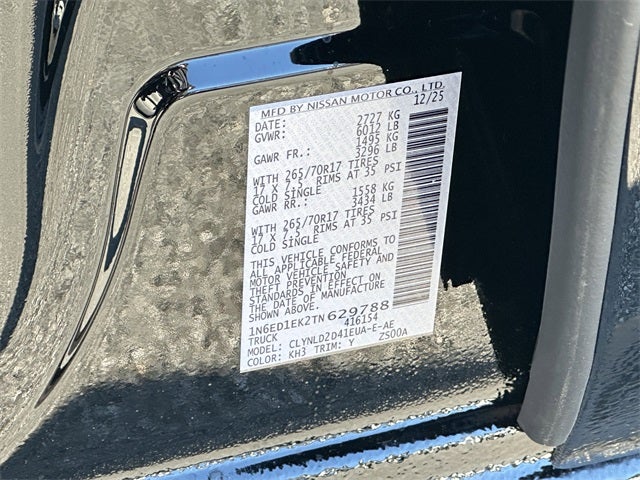 MFD BY NISSAN MOTOR CO., LTD.
DATE: 12/25
GVWR: 2727 KG
6012 LB
GAWR FR.: 1495 KG
3296 LB
WITH 265/70R17 TIRES
17 X 7.5 RIMS AT 35 PSI
COLD SINGLE
GAWR RR.: 1558 KG
3434 LB
WITH 265/70R17 TIRES
17 X 7.5 RIMS AT 35 PSI
COLD SINGLE
THIS VEHICLE CONFORMS TO
ALL APPLICABLE FEDERAL
MOTOR VEHICLE SAFETY AND
THEFT PREVENTION
STANDARDS IN EFFECT ON
THE DATE OF MANUFACTURE
SHOWN ABOVE.
1N6ED1EK2TN629788
TRUCK 416154
MODEL: CLYNLD2D41EUA-E-AE
COLOR: KH3 TRIM: Y ZS00A